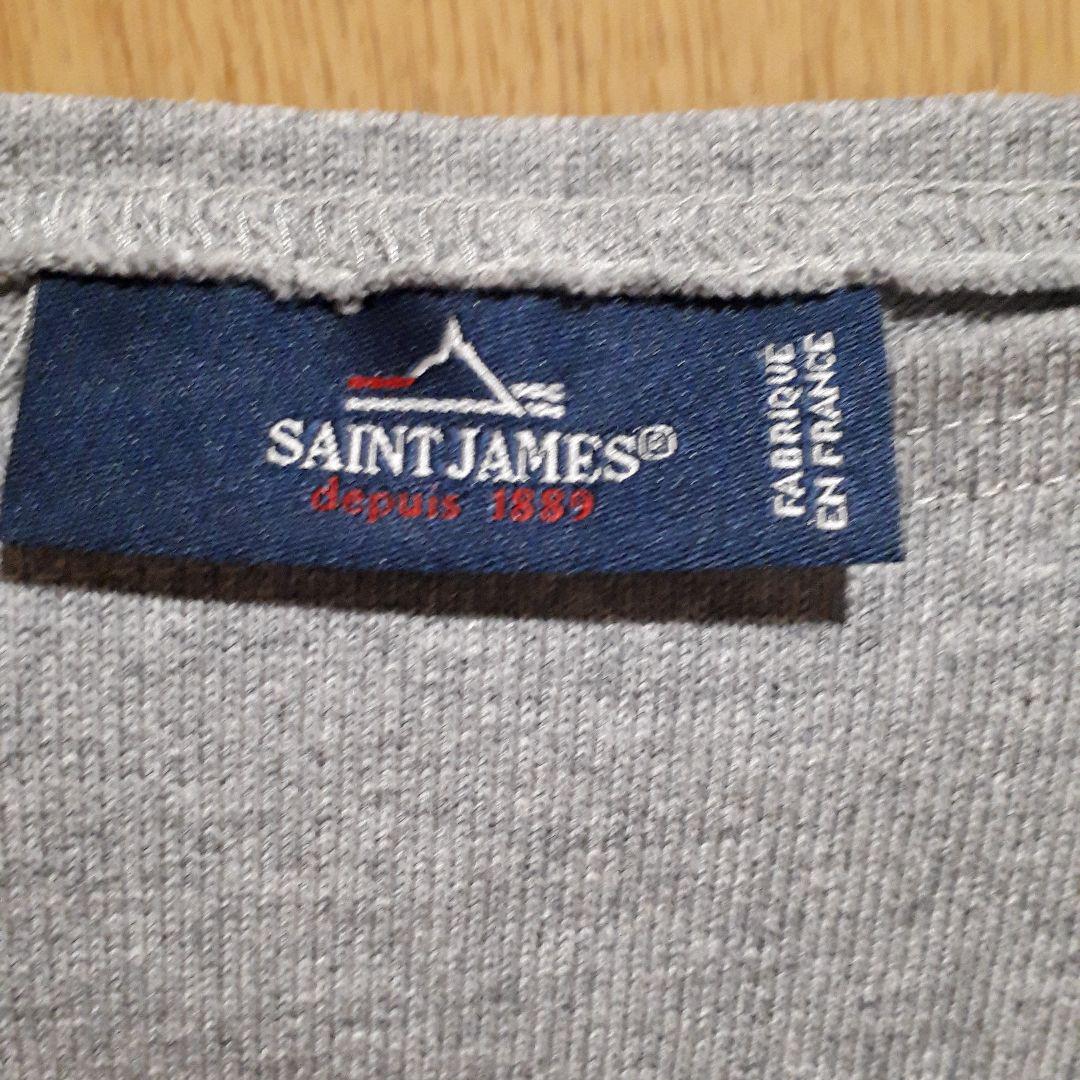 SAINT JAMES®
depuis 1889
FABRIQUE
EN FRANCE